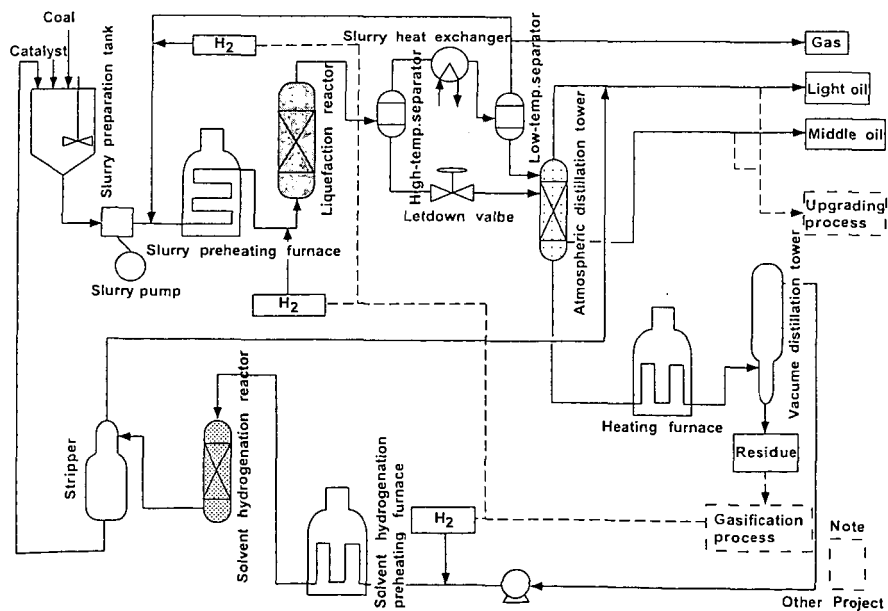 Coal
Catalyst
Slurry preparation tank
H2
Slurry heat exchanger
Gas
Light oil
Middle oil
Liquefaction reactor
High-temp.separator
Low-temp.separator
Letdown valbe
Atmospheric distillation tower
Upgrading
process
Slurry preheating furnace
Slurry pump
H2
Vacume distillation tower
Heating furnace
Residue
Stripper
Solvent hydrogenation reactor
Solvent hydrogenation
preheating furnace
H2
Gasification
process
Note
Other Project